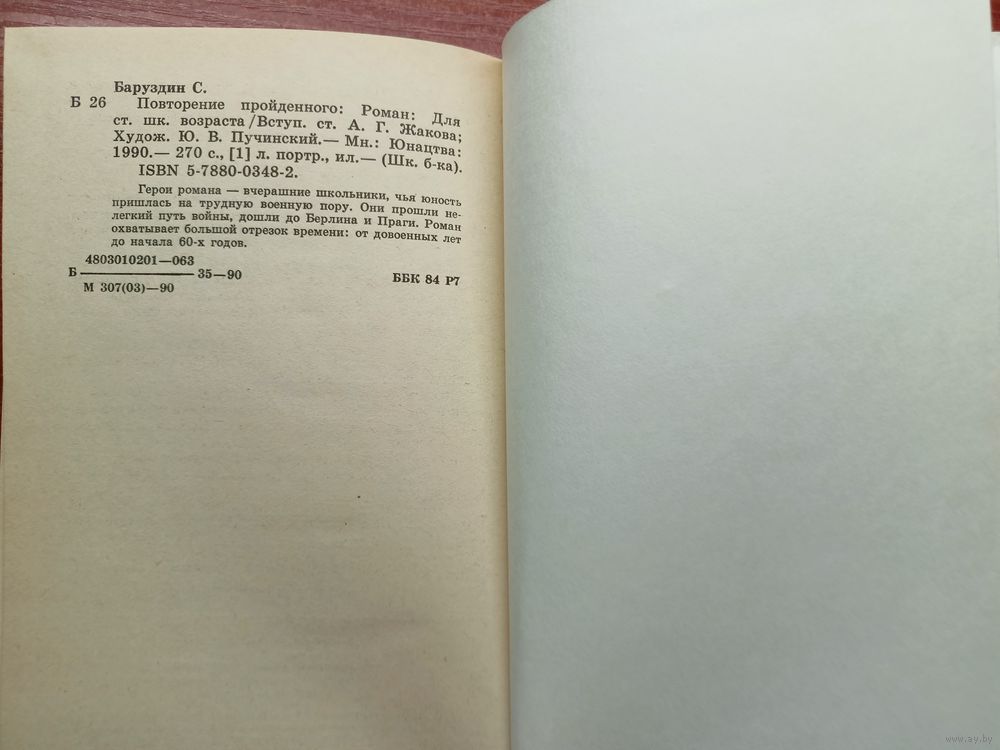 Баруздин С.
Б 26 Повторение пройденного: Роман: Для
ст. шк. возраста/Вступ. ст. А. Г. Жакова;
Худож. Ю. В. Пучинский.— Мн.: Юнацтва:
1990.— 270 с., [1] л. портр., ил.— (Шк. б-ка).
ISBN 5-7880-0348-2.
Герои романа — вчерашние школьники, чья юность
пришлась на трудную военную пору. Они прошли не-
легкий путь войны, дошли до Берлина и Праги. Роман
охватывает большой отрезок времени: от довоенных лет
до начала 60-х годов.
4803010201—063
Б 35—90
М 307(03)—90
ББК 84 Р7
www.ay.by